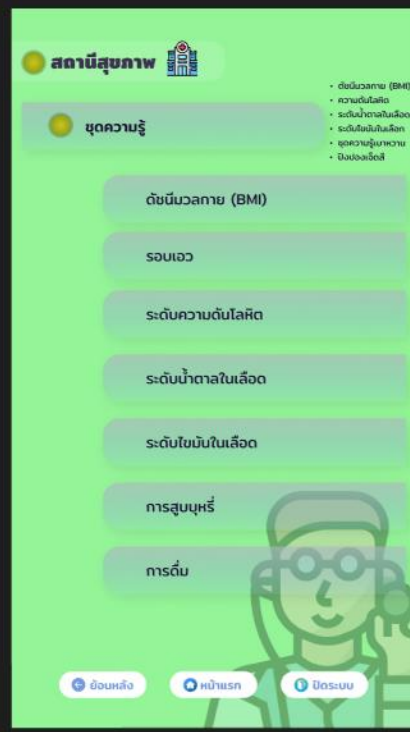 สถานีสุขภาพ
• ดัชนีมวลกาย (BMI)
• ความดันโลหิต
• ระดับน้ำตาลในเลือด
• ระดับไขมันในเลือก
• ชุดความรู้เบาหวาน
• ปิงปองเจ็ดสี
ชุดความรู้
ดัชนีมวลกาย (BMI)
รอบเอว
ระดับความดันโลหิต
ระดับน้ำตาลในเลือด
ระดับไขมันในเลือด
การสูบบุหรี่
การดื่ม
ย้อนหลัง
หน้าแรก
ปิดระบบ